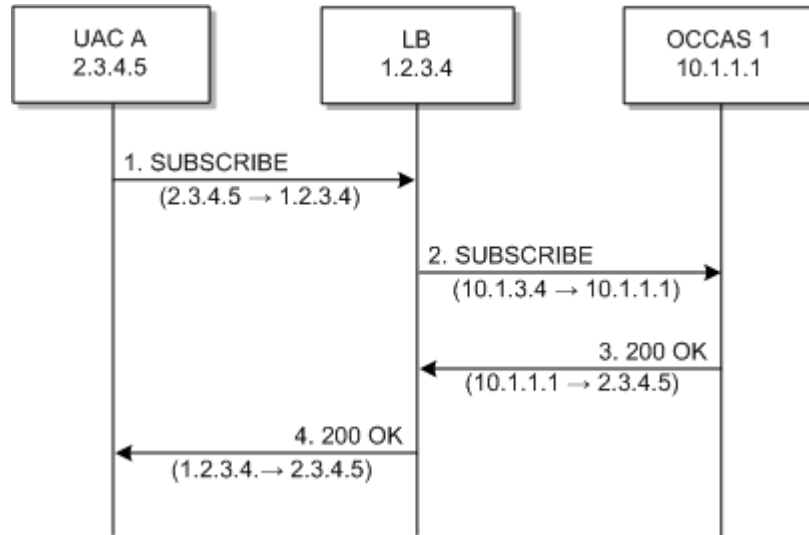 UAC A
2.3.4.5
LB
1.2.3.4
OCCAS 1
10.1.1.1
1. SUBSCRIBE
(2.3.4.5 → 1.2.3.4)
2. SUBSCRIBE
(10.1.3.4 → 10.1.1.1)
3. 200 OK
(10.1.1.1 → 2.3.4.5)
4. 200 OK
(1.2.3.4.→ 2.3.4.5)